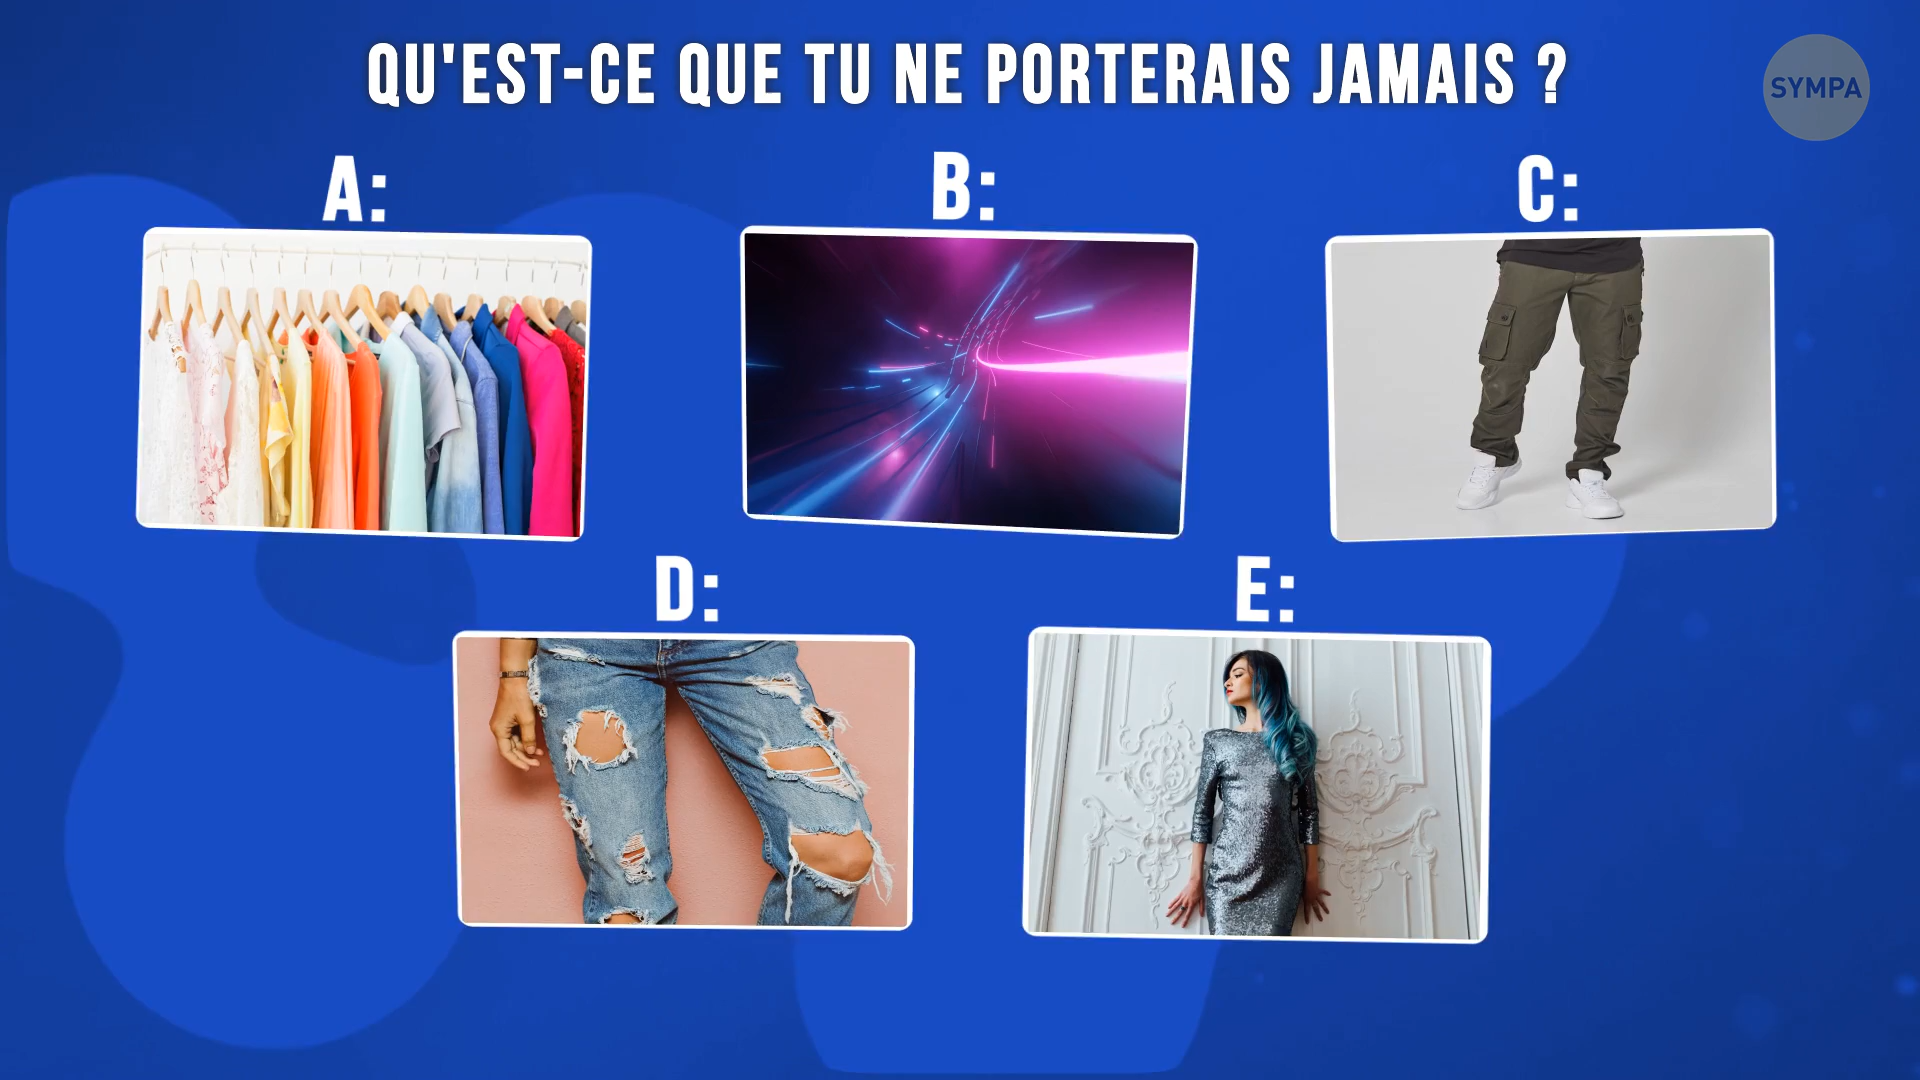 QU'EST-CE QUE TU NE PORTERAIS JAMAIS ?
SYMPA
A:
B:
C:
D:
E: